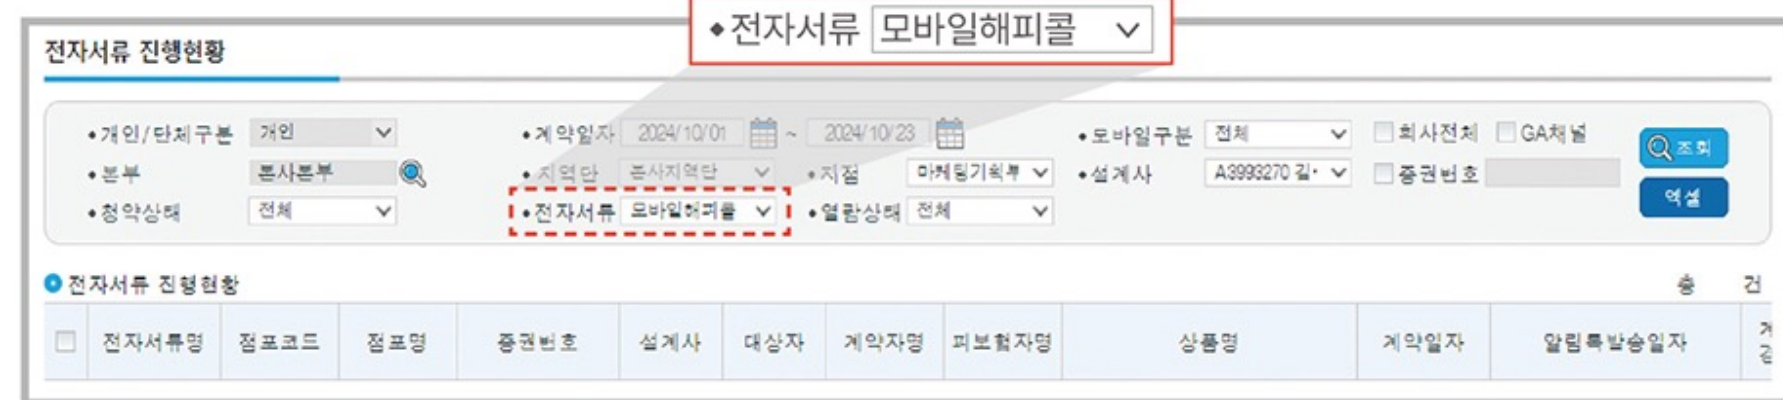 •전자서류 모바일해피콜
전자서류 진행현황
•개인/단체구분 개인 •계약일자 2024/10/01 ~ 2024/10/23 •모바일구분 전체 회사전체 GA채널 조회
•본부 본사본부 •지역단 본사지역단 •지점 마케팅기획부 •설계사 A3993270 길· 증권번호
•청약상태 전체 •전자서류 모바일해피콜 •열람상태 전체 엑셀
전자서류 진행현황 총 건
전자서류명 점포코드 점포명 증권번호 설계사 대상자 계약자명 피보험자명 상품명 계약일자 알림톡발송일자